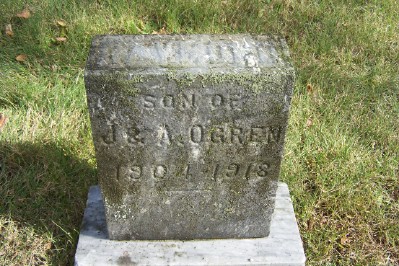 SON OF
J & A. OGREN
1904 - 1918